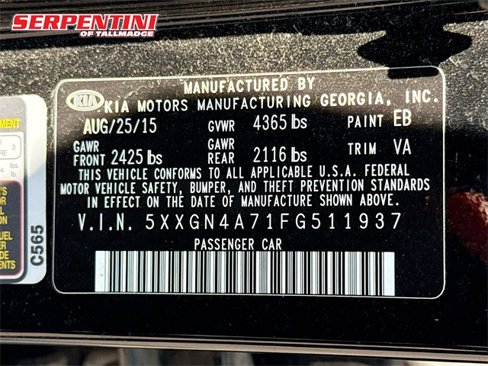 SERPENTINI
OF TALLMADGE
MANUFACTURED BY
KIA KIA MOTORS MANUFACTURING GEORGIA, INC.
AUG/25/15 GVWR 4365 lbs PAINT EB
GAWR GAWR
FRONT 2425 lbs REAR 2116 lbs TRIM VA
THIS VEHICLE CONFORMS TO ALL APPLICABLE U.S.A. FEDERAL
MOTOR VEHICLE SAFETY, BUMPER, AND THEFT PREVENTION STANDARDS
IN EFFECT ON THE DATE OF MANUFACTURE SHOWN ABOVE.
V.I.N. 5XXGN4A71FG511937
PASSENGER CAR
C565